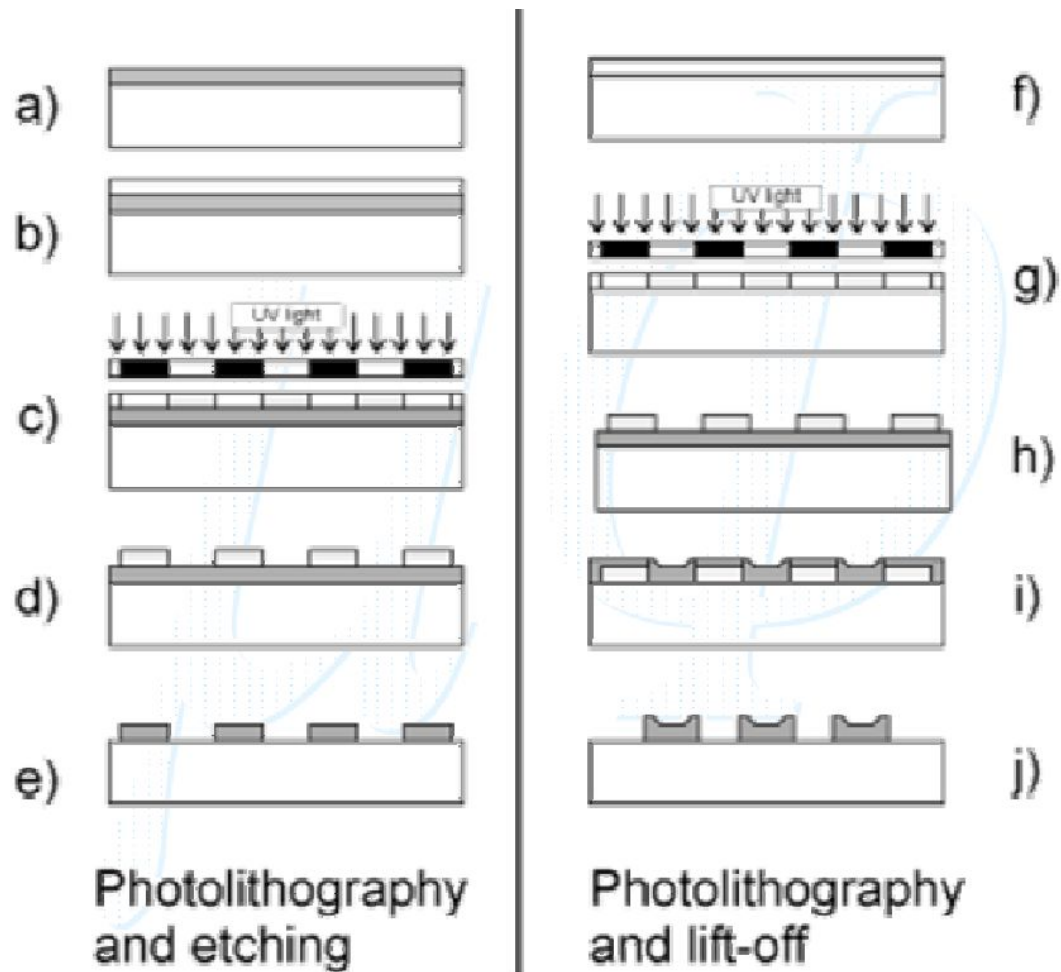 a)
b)
UV light
c)
d)
e)
Photolithography
and etching
f)
UV light
g)
h)
i)
j)
Photolithography
and lift-off